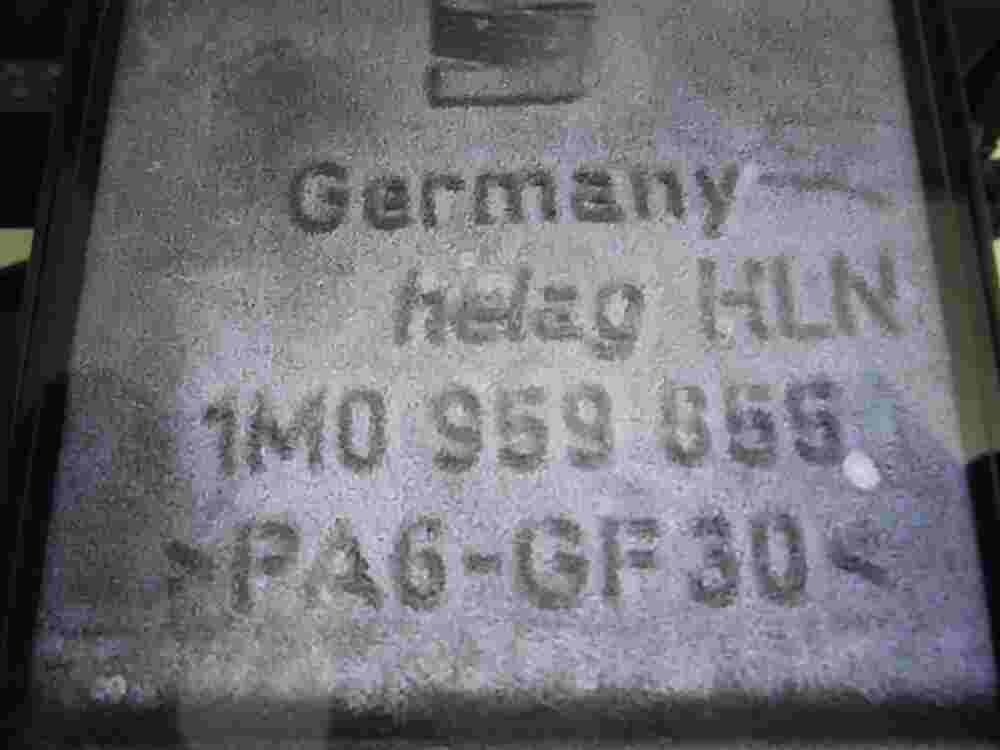 Germany
helag HLN
1M0 959 855
>PA6-GF30<